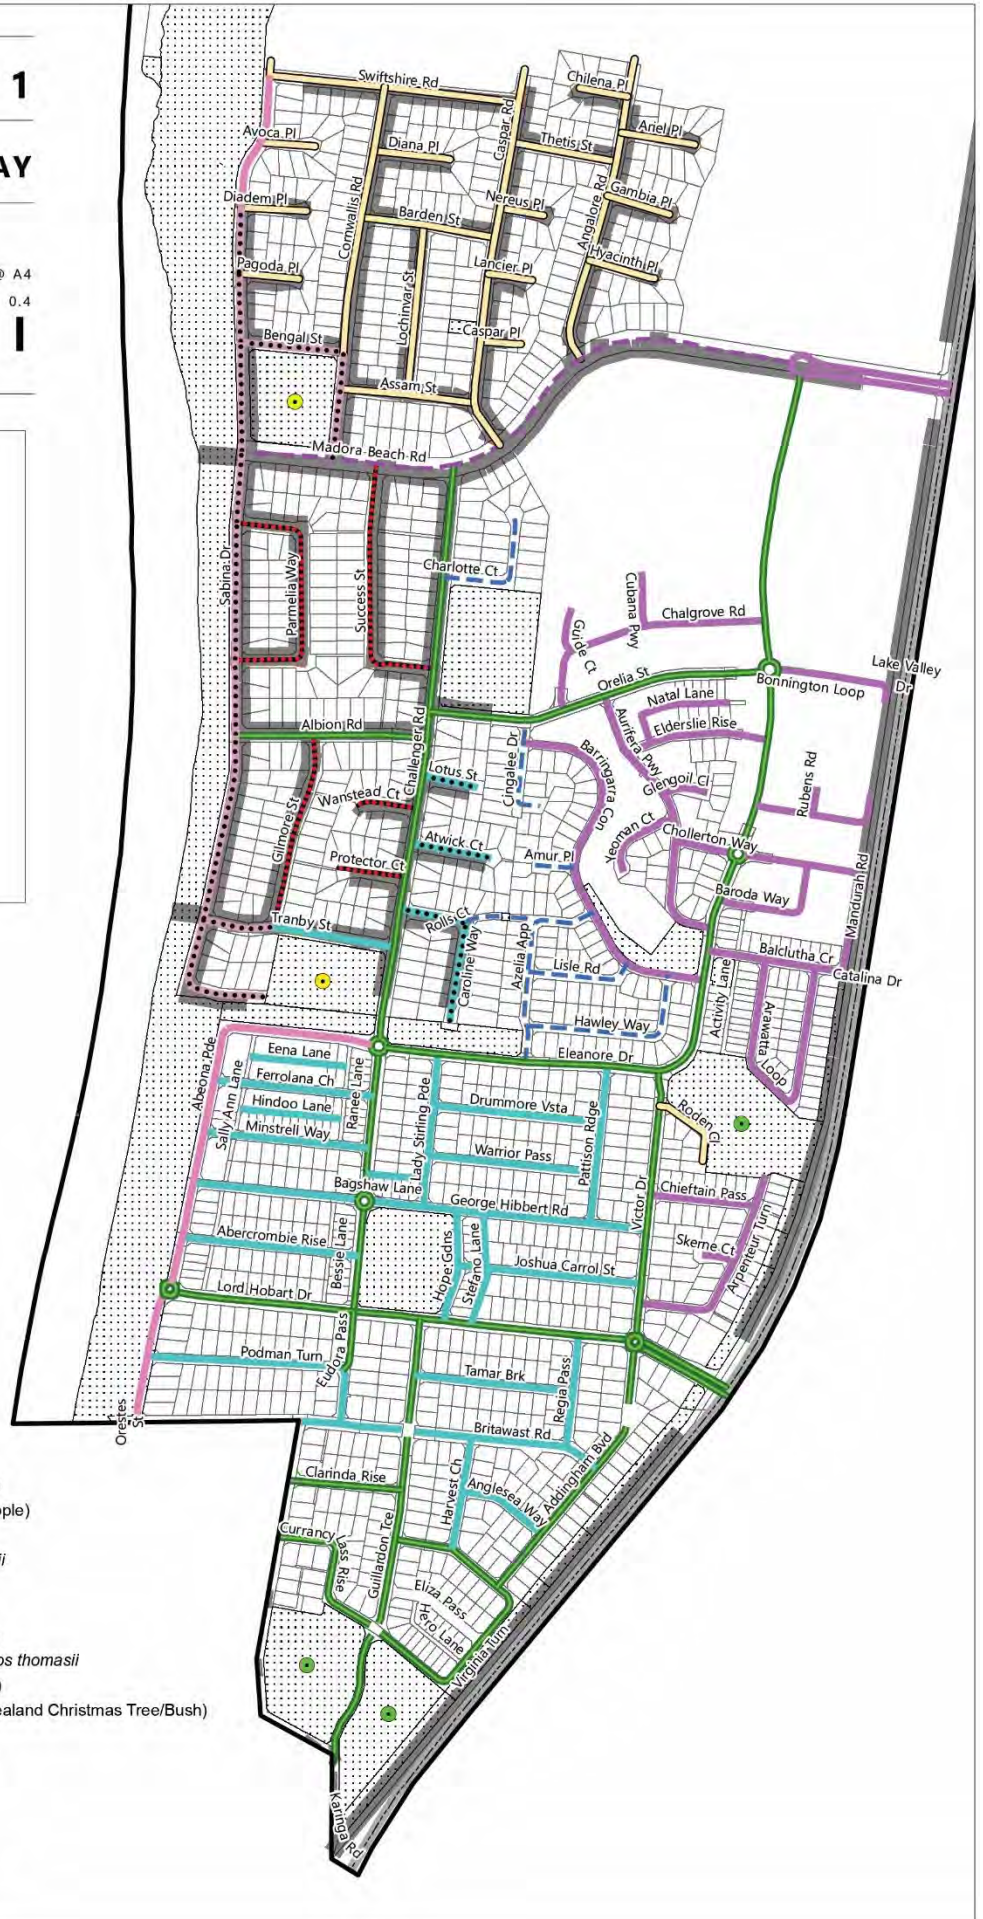 1
AY
@ A4
0.4
I
Swiftshire Rd
Chilena Pl
Avoca Pl
Diana Pl
Caspar Rd
Thetis St
Ariel Pl
Diadem Pl
Cornwallis Rd
Barden St
Nereus Pl
Angalore Rd
Gambia Pl
Pagoda Pl
Lochinvar St
Lancier Pl
Hyacinth Pl
Bengal St
Caspar Pl
Assam St
Madora Beach Rd
Sabina Dr
Parmelia Way
Success St
Charlotte Ct
Cubana Pwy
Chalgrove Rd
Guide Ct
Orelia St
Lake Valley
Dr
Bonnington Loop
Natal Lane
Albion Rd
Challenger Rd
Aurifera Pwy
Elderslie Rise
Cingalee Dr
Barringarra Con
Lotus St
Glengoil Cl
Rubens Rd
Wanstead Ct
Gilmore St
Yeoman Ct
Chollerton Way
Atwick Ct
Protector Ct
Amur Pl
Mandurah Rd
Baroda Way
Tranby St
Rolls Ct
Caroline Way
Azelia App
Lisle Rd
Activity Lane
Balclutha Cr
Catalina Dr
Hawley Way
Arawatta Loop
Eleanore Dr
Abeona Pde
Eena Lane
Sally Ann Lane
Ferrolana Ch
Ranee Lane
Hindoo Lane
Minstrell Way
Lady Stirling Pde
Drummore Vsta
Pattison Rdge
Roden Cl
Warrior Pass
Bagshaw Lane
George Hibbert Rd
Victor Dr
Chieftain Pass
Abercrombie Rise
Bessie Lane
Hope Gdns
Stefano Lane
Joshua Carrol St
Skerne Ct
Arpenteur Turn
Lord Hobart Dr
Podman Turn
Eudora Pass
Tamar Brk
Regia Pass
Orestes
St
Britawast Rd
Clarinda Rise
Harvest Ch
Anglesea Way
Addingham Bvd
Currancy Lass Rise
Guillardon Tce
Eliza Pass
Hero Lane
Virginia Turn
Karinga Rd
ople)
ii
os thomasii
)
ealand Christmas Tree/Bush)